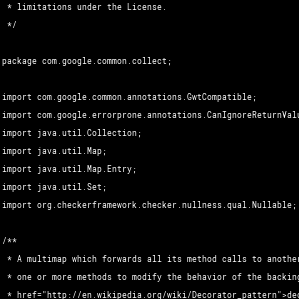 * limitations under the License.
*/
package com.google.common.collect;
import com.google.common.annotations.GwtCompatible;
import com.google.errorprone.annotations.CanIgnoreReturnValu
import java.util.Collection;
import java.util.Map;
import java.util.Map.Entry;
import java.util.Set;
import org.checkerframework.checker.nullness.qual.Nullable;
/**
* A multimap which forwards all its method calls to another
* one or more methods to modify the behavior of the backing
* href="http://en.wikipedia.org/wiki/Decorator_pattern">dec